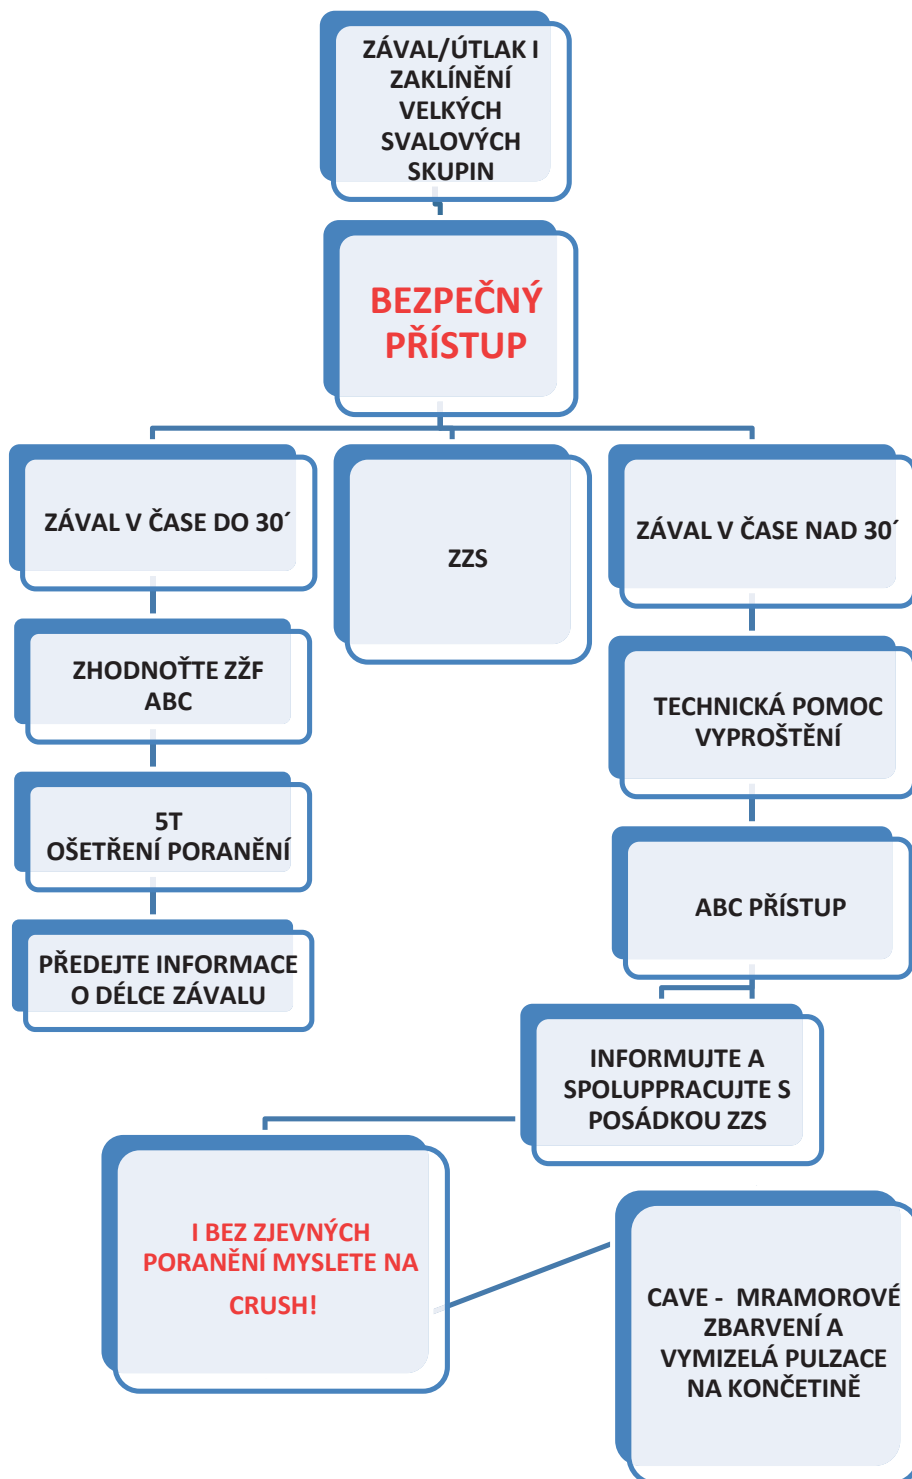 ZÁVAL/ÚTLAK I
ZAKLÍNĚNÍ
VELKÝCH
SVALOVÝCH
SKUPIN
BEZPEČNÝ
PŘÍSTUP
ZÁVAL V ČASE DO 30´
ZHODNOŤTE ZŽF
ABC
5T
OŠETŘENÍ PORANĚNÍ
PŘEDEJTE INFORMACE
O DÉLCE ZÁVALU
ZZS
ZÁVAL V ČASE NAD 30´
TECHNICKÁ POMOC
VYPROŠTĚNÍ
ABC PŘÍSTUP
INFORMUJTE A
SPOLUPPRACUJTE S
POSÁDKOU ZZS
I BEZ ZJEVNÝCH
PORANĚNÍ MYSLETE NA
CRUSH!
CAVE - MRAMOROVÉ
ZBARVENÍ A
VYMIZELÁ PULZACE
NA KONČETINĚ